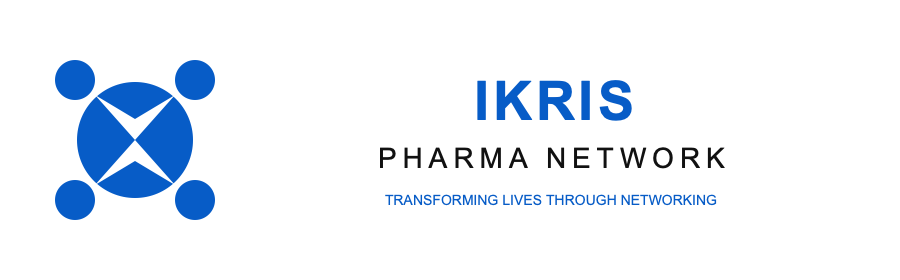 IKRIS
PHARMA NETWORK
TRANSFORMING LIVES THROUGH NETWORKING